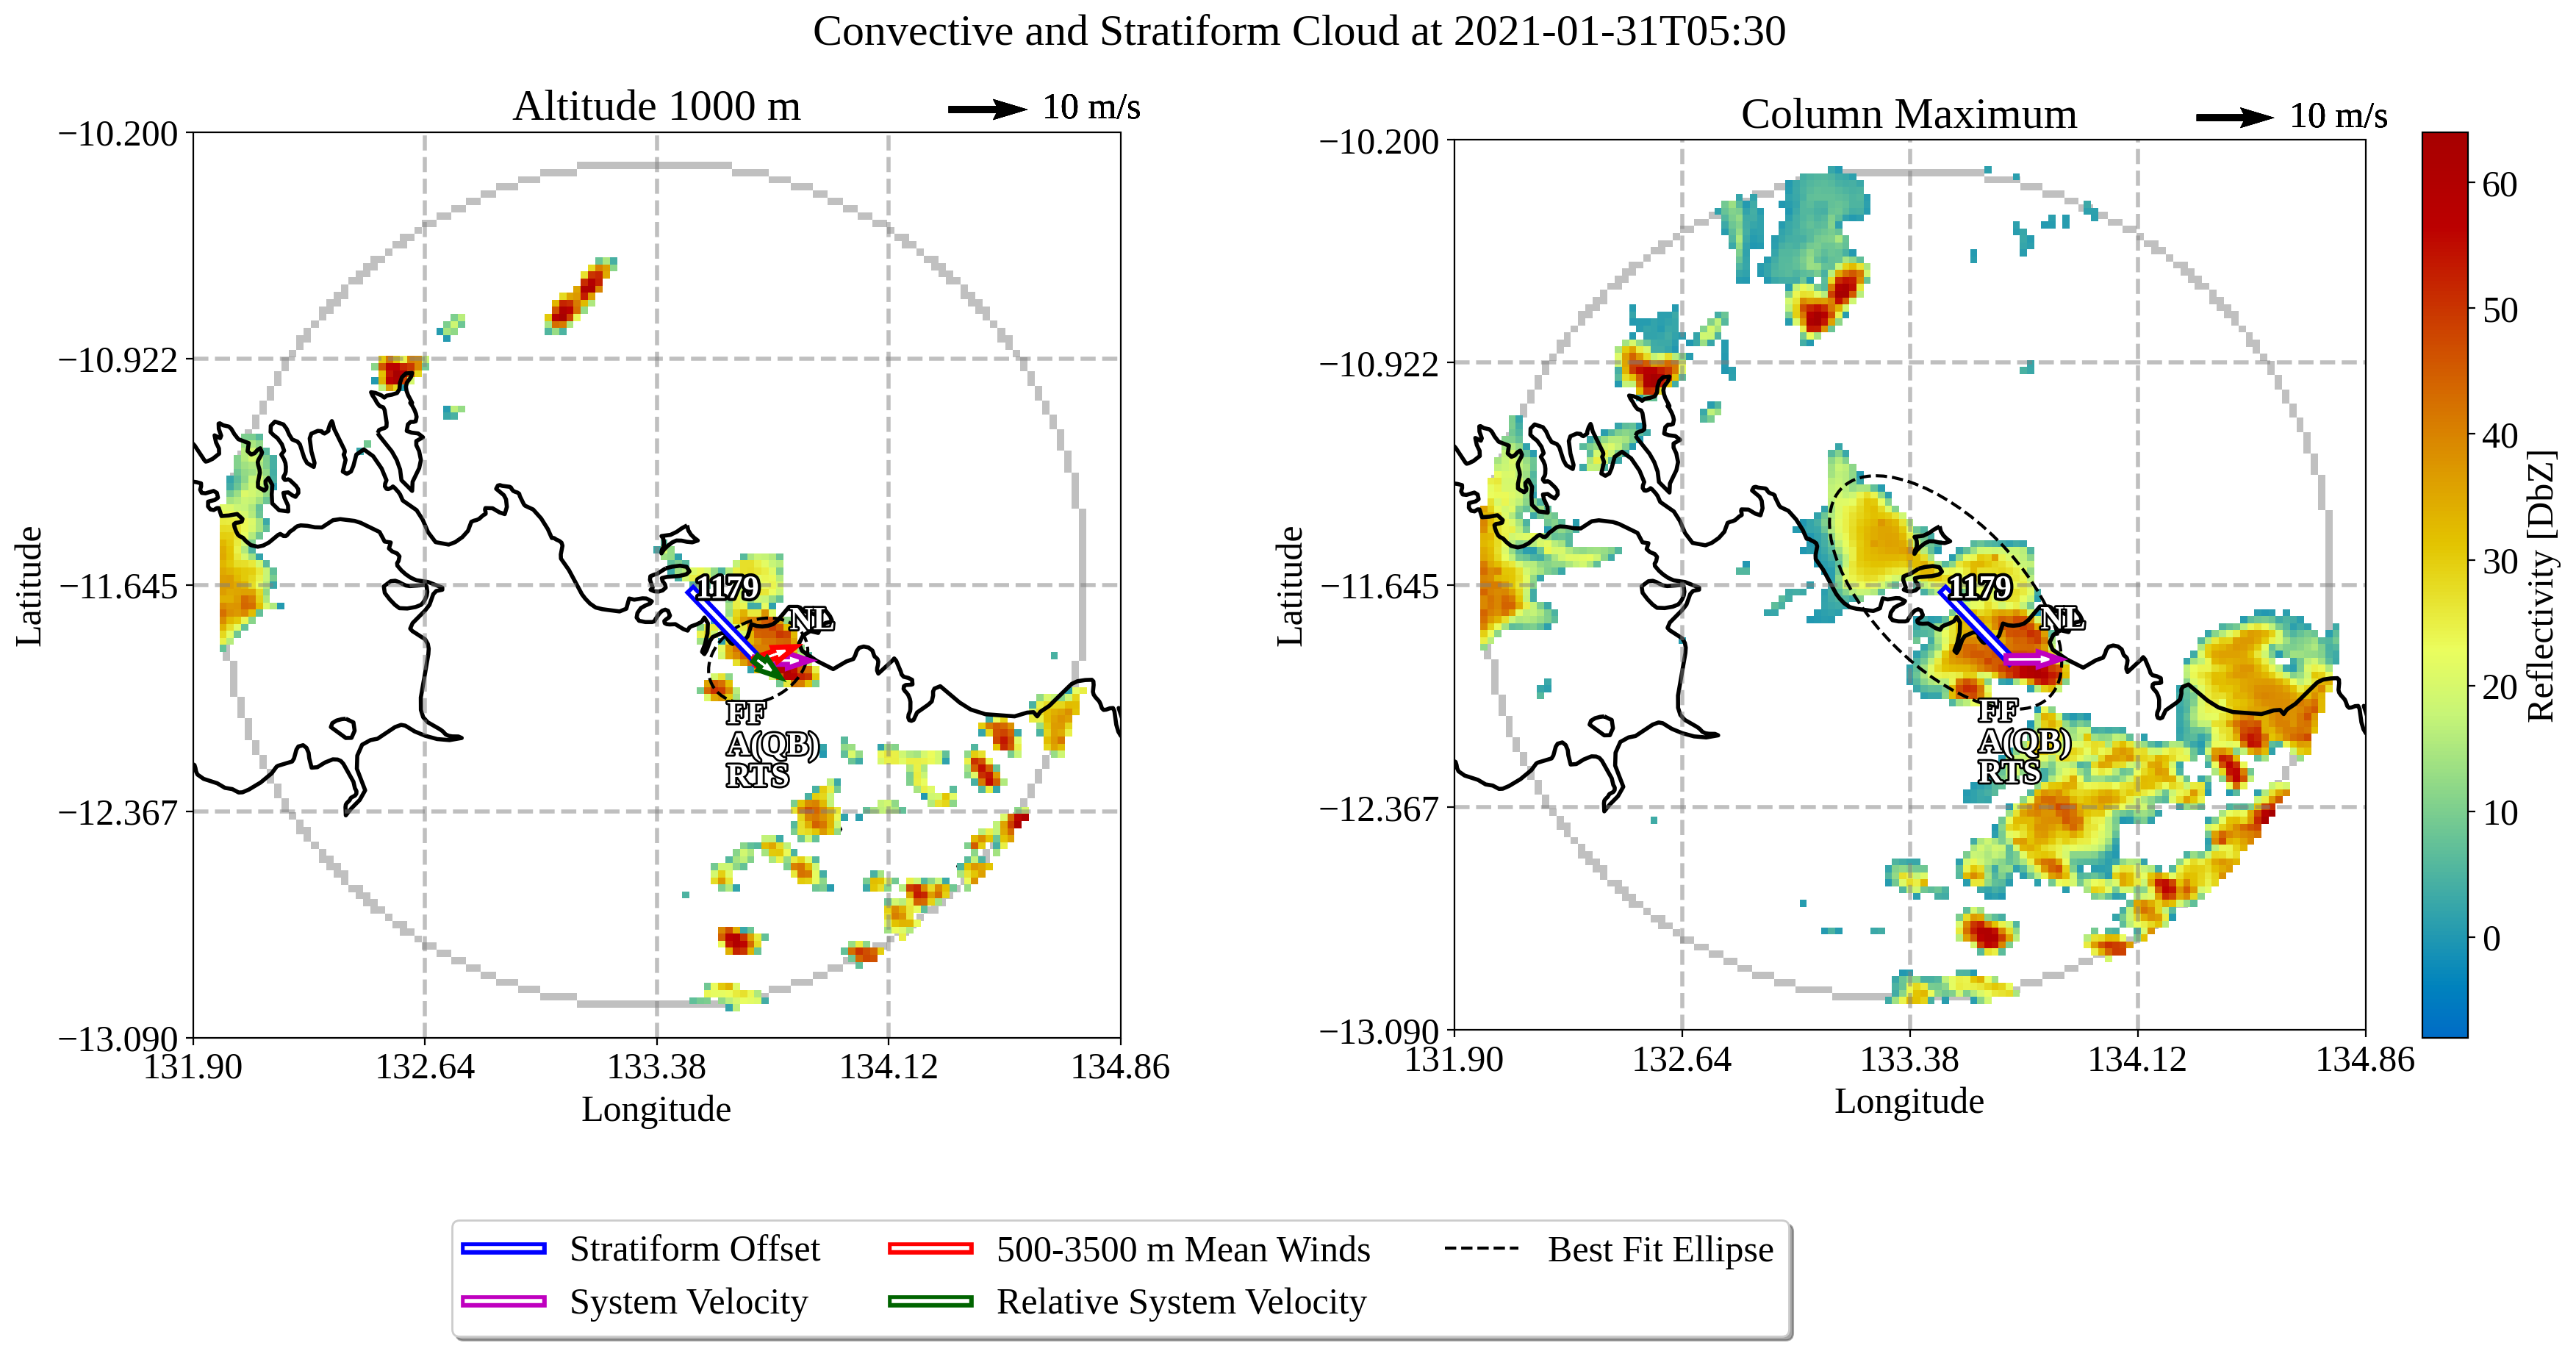 Convective and Stratiform Cloud at 2021-01-31T05:30
Altitude 1000 m
10 m/s
−10.200
−10.922
−11.645
−12.367
−13.090
131.90
132.64
133.38
134.12
134.86
Latitude
Longitude
1179
NL
FF
A(QB)
RTS
Column Maximum
10 m/s
−10.200
−10.922
−11.645
−12.367
−13.090
131.90
132.64
133.38
134.12
134.86
Latitude
Longitude
1179
NL
FF
A(QB)
RTS
60
50
40
30
20
10
0
Reflectivity [DbZ]
Stratiform Offset
System Velocity
500-3500 m Mean Winds
Relative System Velocity
Best Fit Ellipse